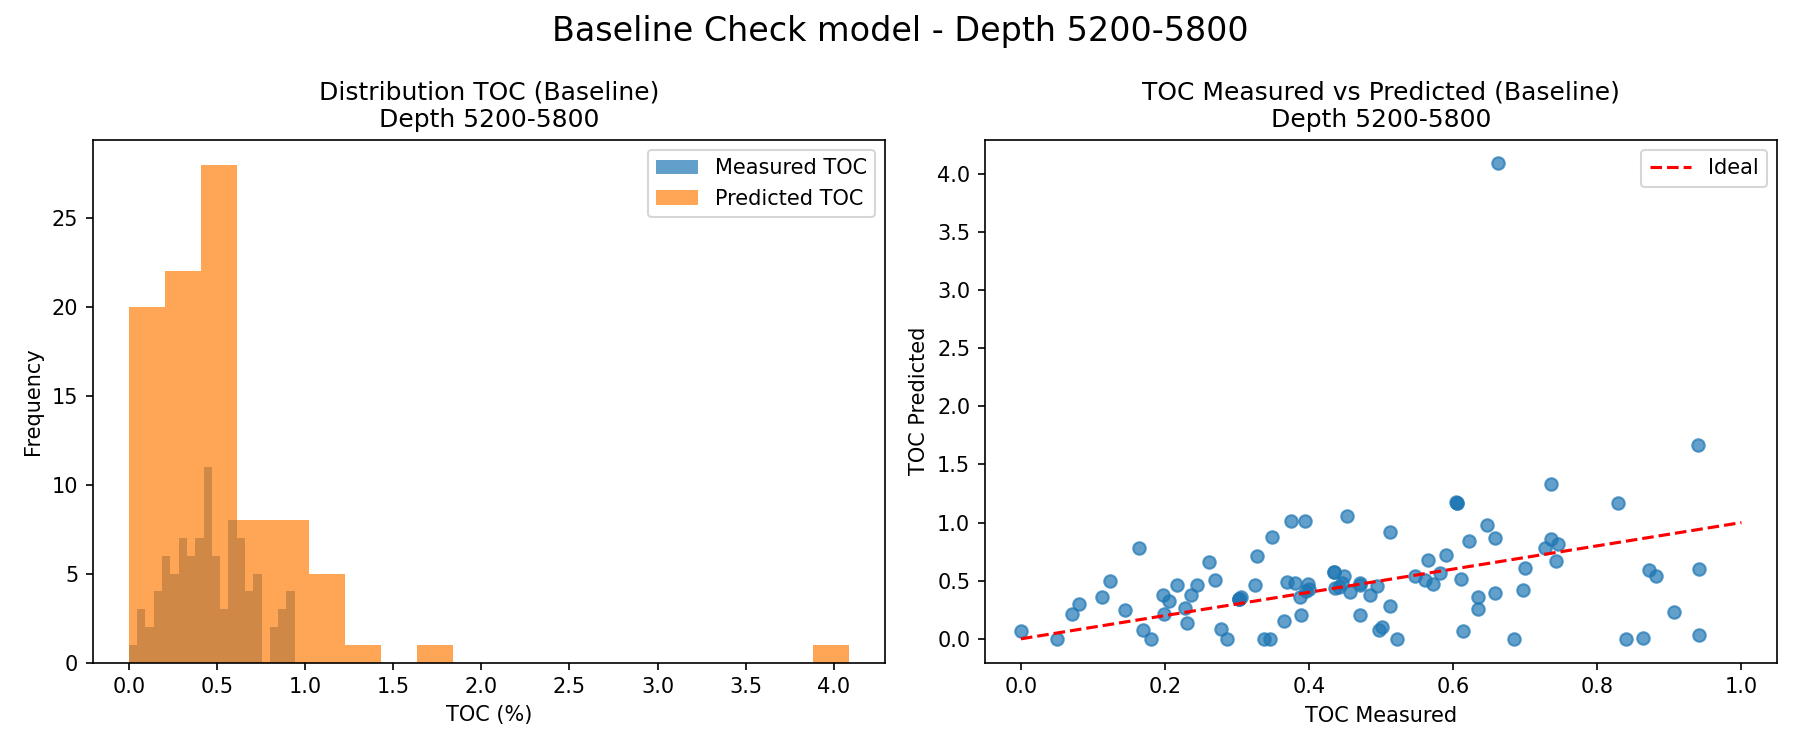 Baseline Check model - Depth 5200-5800
Distribution TOC (Baseline)
Depth 5200-5800
Measured TOC
Predicted TOC
Frequency
25
20
15
10
5
0
0.0 0.5 1.0 1.5 2.0 2.5 3.0 3.5 4.0
TOC (%)
TOC Measured vs Predicted (Baseline)
Depth 5200-5800
Ideal
TOC Predicted
4.0
3.5
3.0
2.5
2.0
1.5
1.0
0.5
0.0
0.0 0.2 0.4 0.6 0.8 1.0
TOC Measured